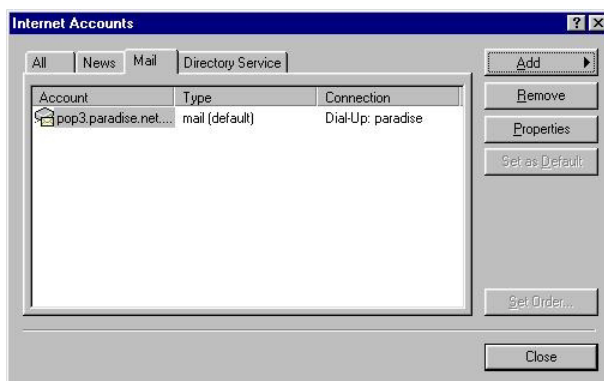 Internet Accounts
All News Mail Directory Service
Add
Remove
Properties
Set as Default
Account Type Connection
pop3.paradise.net.... mail (default) Dial-Up: paradise
Set Order...
Close